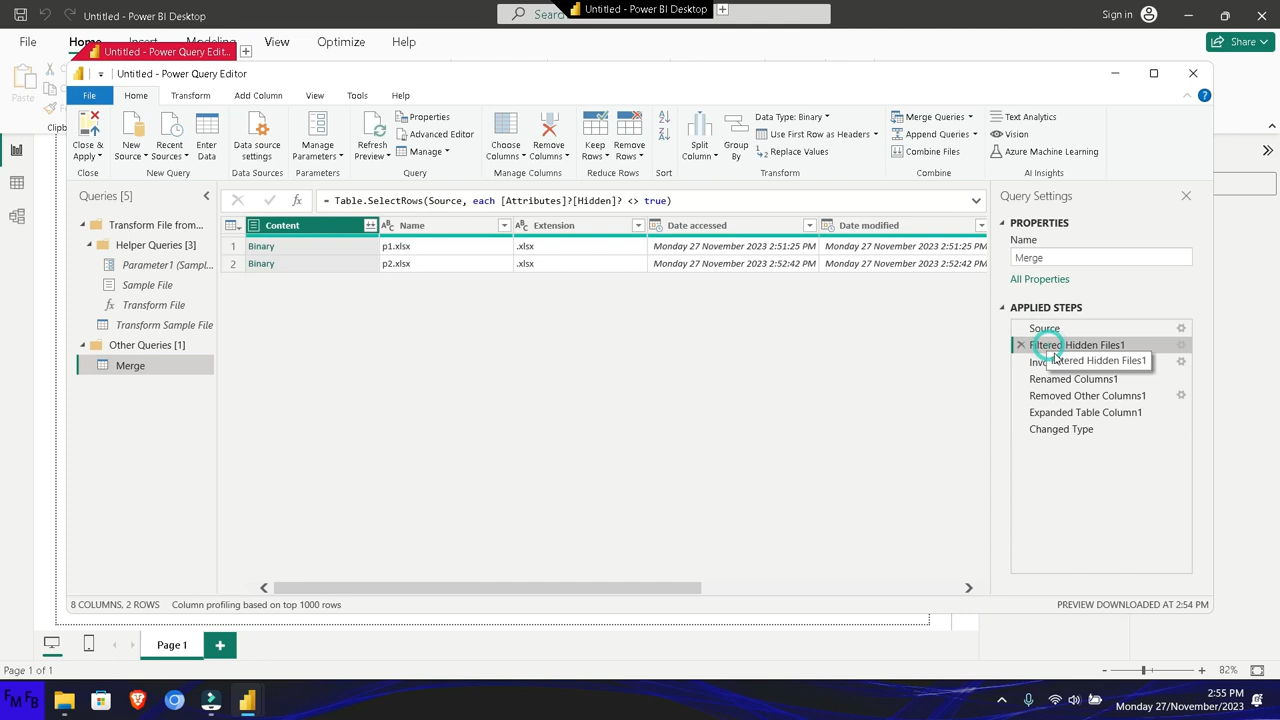 Untitled - Power BI Desktop
Untitled - Power BI Desktop
Sign in
File
Home
Insert
Modeling
View
Optimize
Help
Share
Untitled - Power Query Edit...
Paste
Untitled - Power Query Editor
File
Home
Transform
Add Column
View
Tools
Help
Close & Apply
New Source
Recent Sources
Enter Data
Data source settings
Manage Parameters
Refresh Preview
Properties
Advanced Editor
Manage
Choose Columns
Remove Columns
Keep Rows
Remove Rows
Split Column
Group By
Data Type: Binary
Use First Row as Headers
Replace Values
Merge Queries
Append Queries
Combine Files
Text Analytics
Vision
Azure Machine Learning
Close
New Query
Data Sources
Parameters
Query
Manage Columns
Reduce Rows
Sort
Transform
Combine
AI Insights
Queries [5]
Transform File from...
Helper Queries [3]
Parameter1 (Sampl...
Sample File
Transform File
Transform Sample File
Other Queries [1]
Merge
= Table.SelectRows(Source, each [Attributes]?[Hidden]? <> true)
Content Name Extension Date accessed Date modified
1 Binary p1.xlsx .xlsx Monday 27 November 2023 2:51:25 PM Monday 27 November 2023 2:51:25 PM
2 Binary p2.xlsx .xlsx Monday 27 November 2023 2:52:42 PM Monday 27 November 2023 2:52:42 PM
Query Settings
PROPERTIES
Name
Merge
All Properties
APPLIED STEPS
Source
Filtered Hidden Files1
Filtered Hidden Files1
Renamed Columns1
Removed Other Columns1
Expanded Table Column1
Changed Type
8 COLUMNS, 2 ROWS
Column profiling based on top 1000 rows
PREVIEW DOWNLOADED AT 2:54 PM
Page 1
Page 1 of 1
82%
FM FB
2:55 PM
Monday 27/November/2023